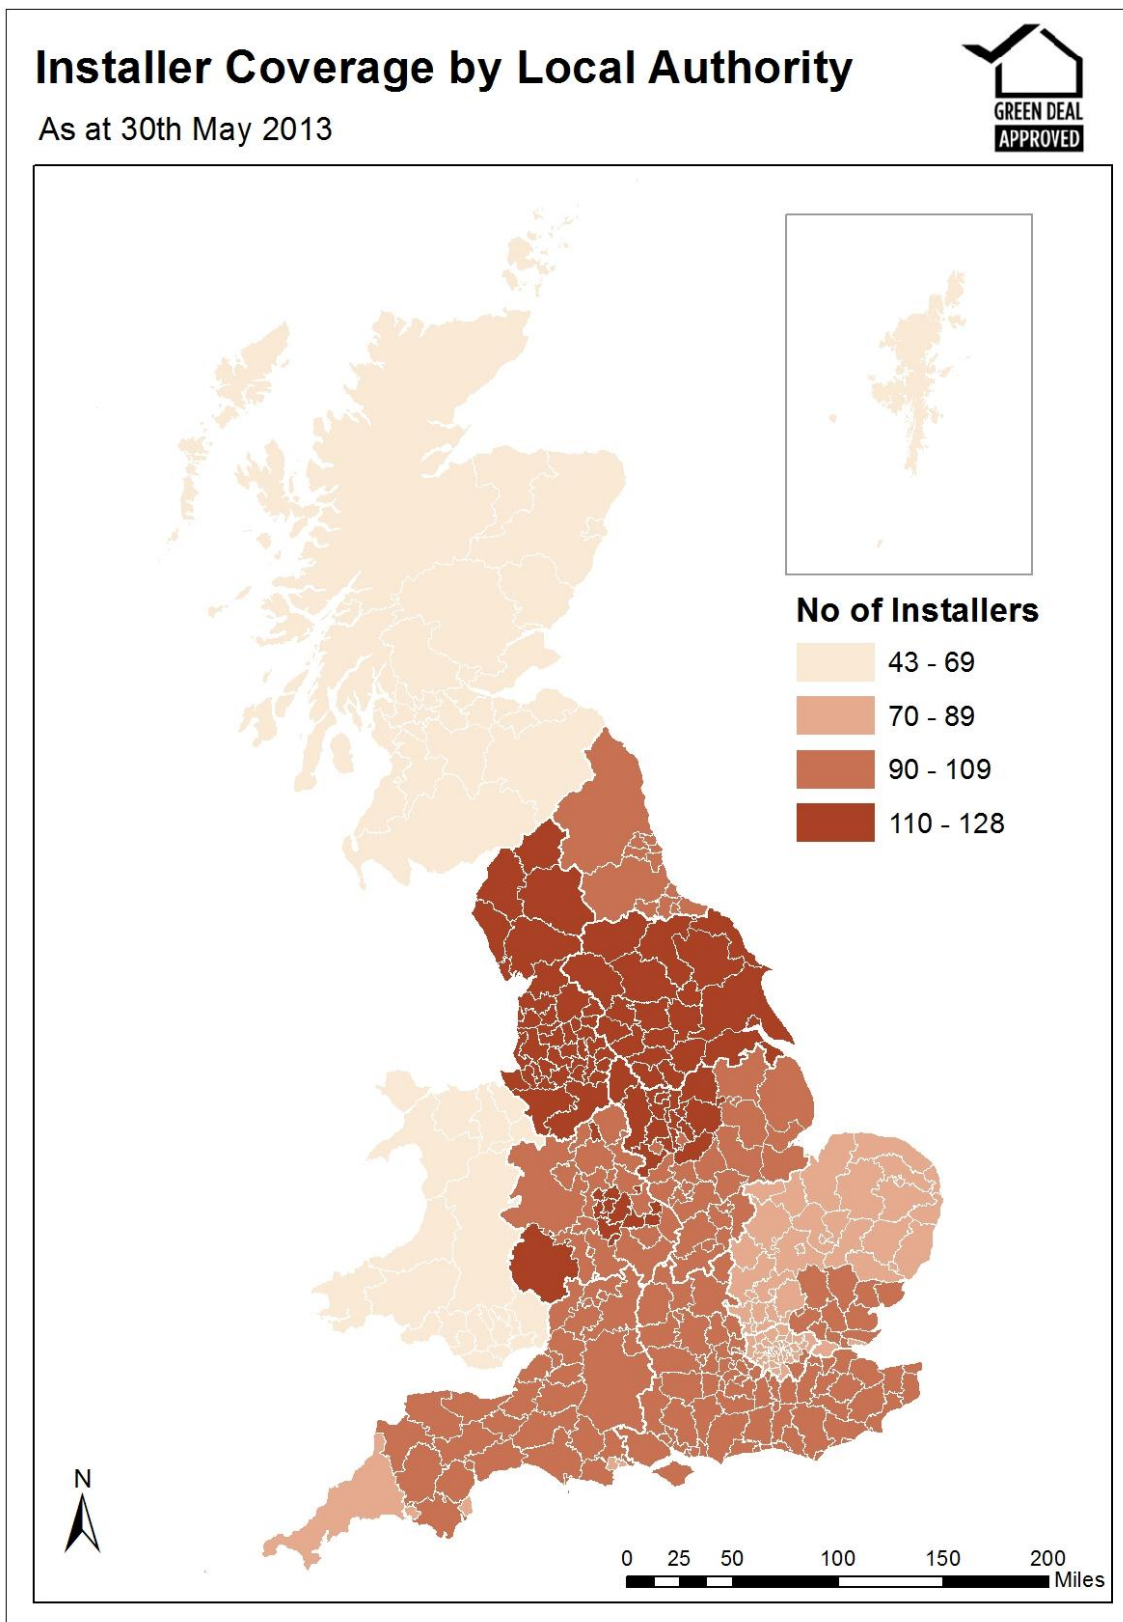 Installer Coverage by Local Authority
As at 30th May 2013
GREEN DEAL
APPROVED
No of Installers
43 - 69
70 - 89
90 - 109
110 - 128
N
0 25 50 100 150 200
Miles